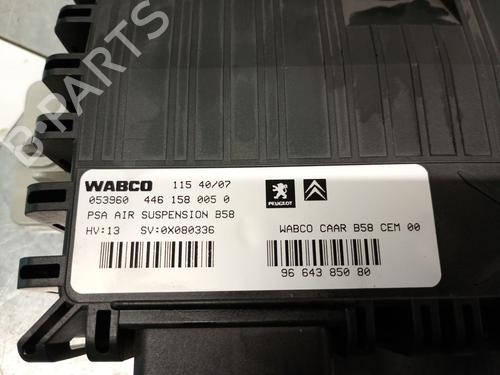 B-PARTS
WABCO 115 40/07
053960 446 158 005 0
PEUGEOT
PSA AIR SUSPENSION B58
WABCO CAAR B58 CEM 00
HV:13 SV:0X080336
96 643 850 80